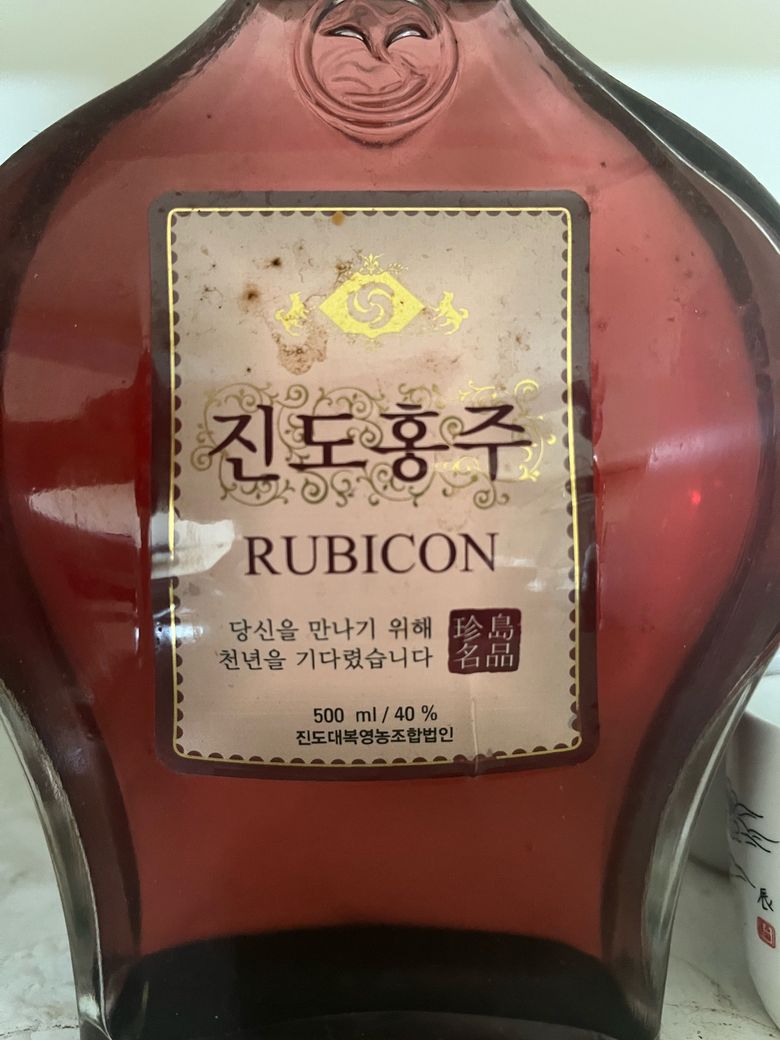 진도홍주
RUBICON
당신을 만나기 위해
천년을 기다렸습니다
珍島
名品
500 ml / 40 %
진도대복영농조합법인
辰